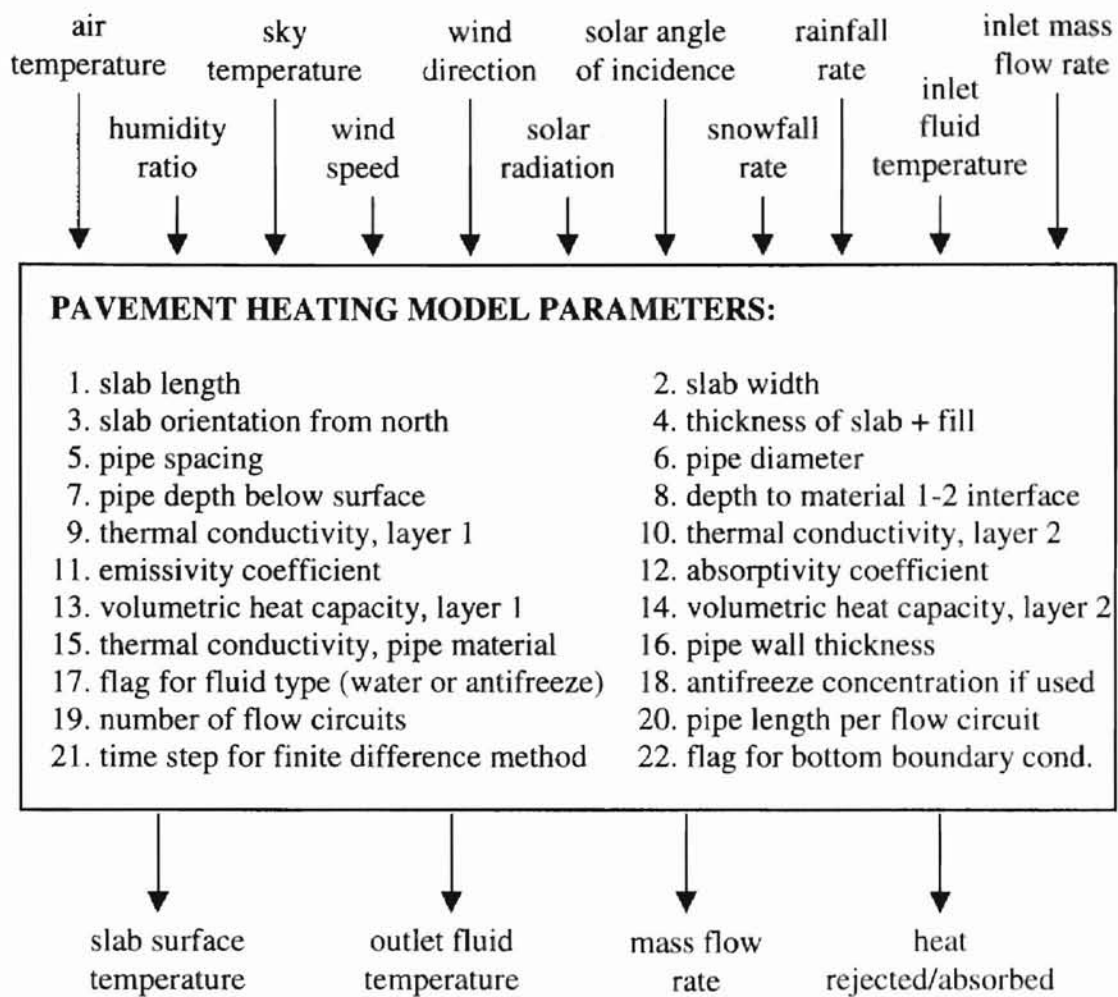 air
temperature
sky
temperature
wind
direction
solar angle
of incidence
rainfall
rate
inlet mass
flow rate
humidity
ratio
wind
speed
solar
radiation
snowfall
rate
inlet
fluid
temperature
PAVEMENT HEATING MODEL PARAMETERS:
1. slab length
2. slab width
3. slab orientation from north
4. thickness of slab + fill
5. pipe spacing
6. pipe diameter
7. pipe depth below surface
8. depth to material 1-2 interface
9. thermal conductivity, layer 1
10. thermal conductivity, layer 2
11. emissivity coefficient
12. absorptivity coefficient
13. volumetric heat capacity, layer 1
14. volumetric heat capacity, layer 2
15. thermal conductivity, pipe material
16. pipe wall thickness
17. flag for fluid type (water or antifreeze)
18. antifreeze concentration if used
19. number of flow circuits
20. pipe length per flow circuit
21. time step for finite difference method
22. flag for bottom boundary cond.
slab surface
temperature
outlet fluid
temperature
mass flow
rate
heat
rejected/absorbed